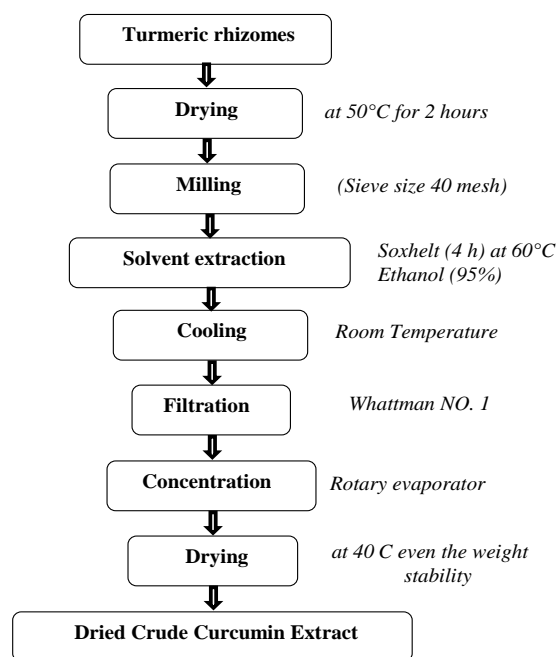 Turmeric rhizomes
Drying
at 50°C for 2 hours
Milling
(Sieve size 40 mesh)
Solvent extraction
Soxhelt (4 h) at 60°C
Ethanol (95%)
Cooling
Room Temperature
Filtration
Whattman NO. 1
Concentration
Rotary evaporator
Drying
at 40 C even the weight
stability
Dried Crude Curcumin Extract